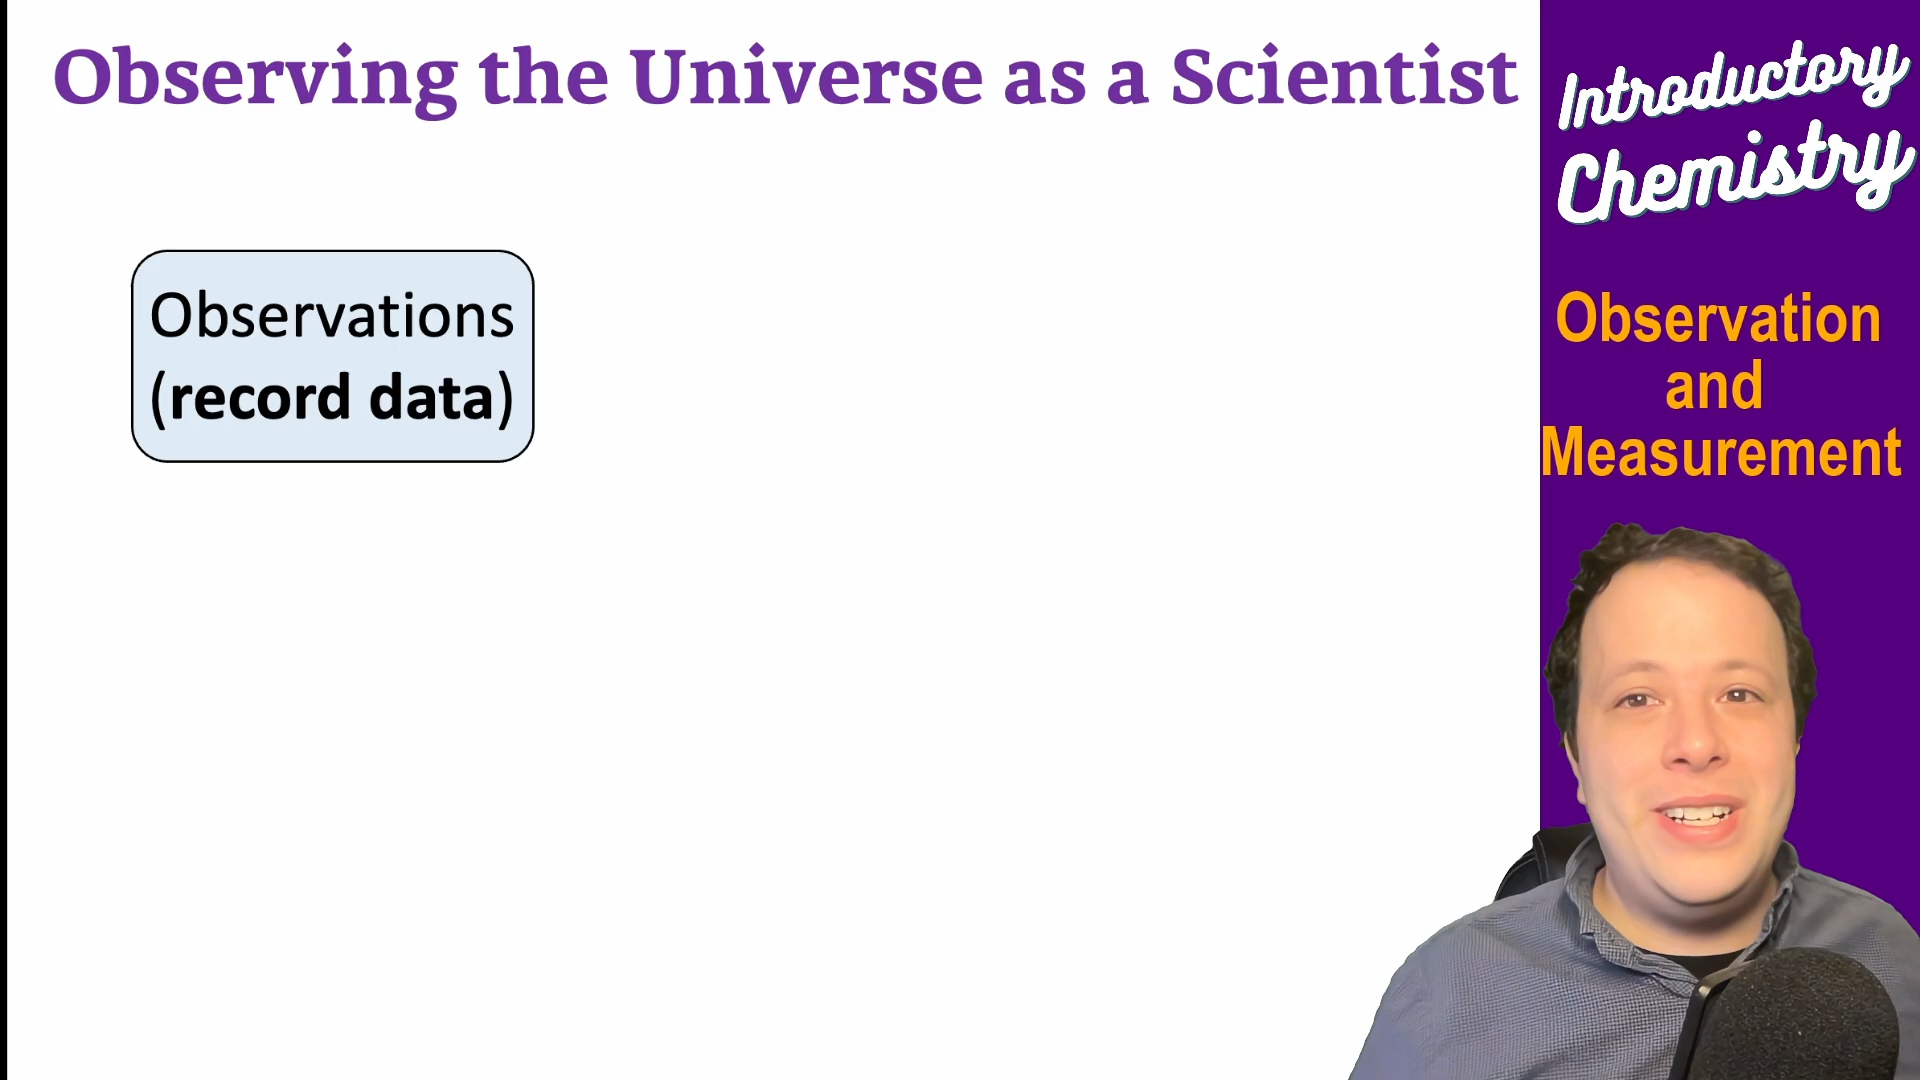 Observing the Universe as a Scientist
Observations
(record data)
Introductory
Chemistry
Observation
and
Measurement